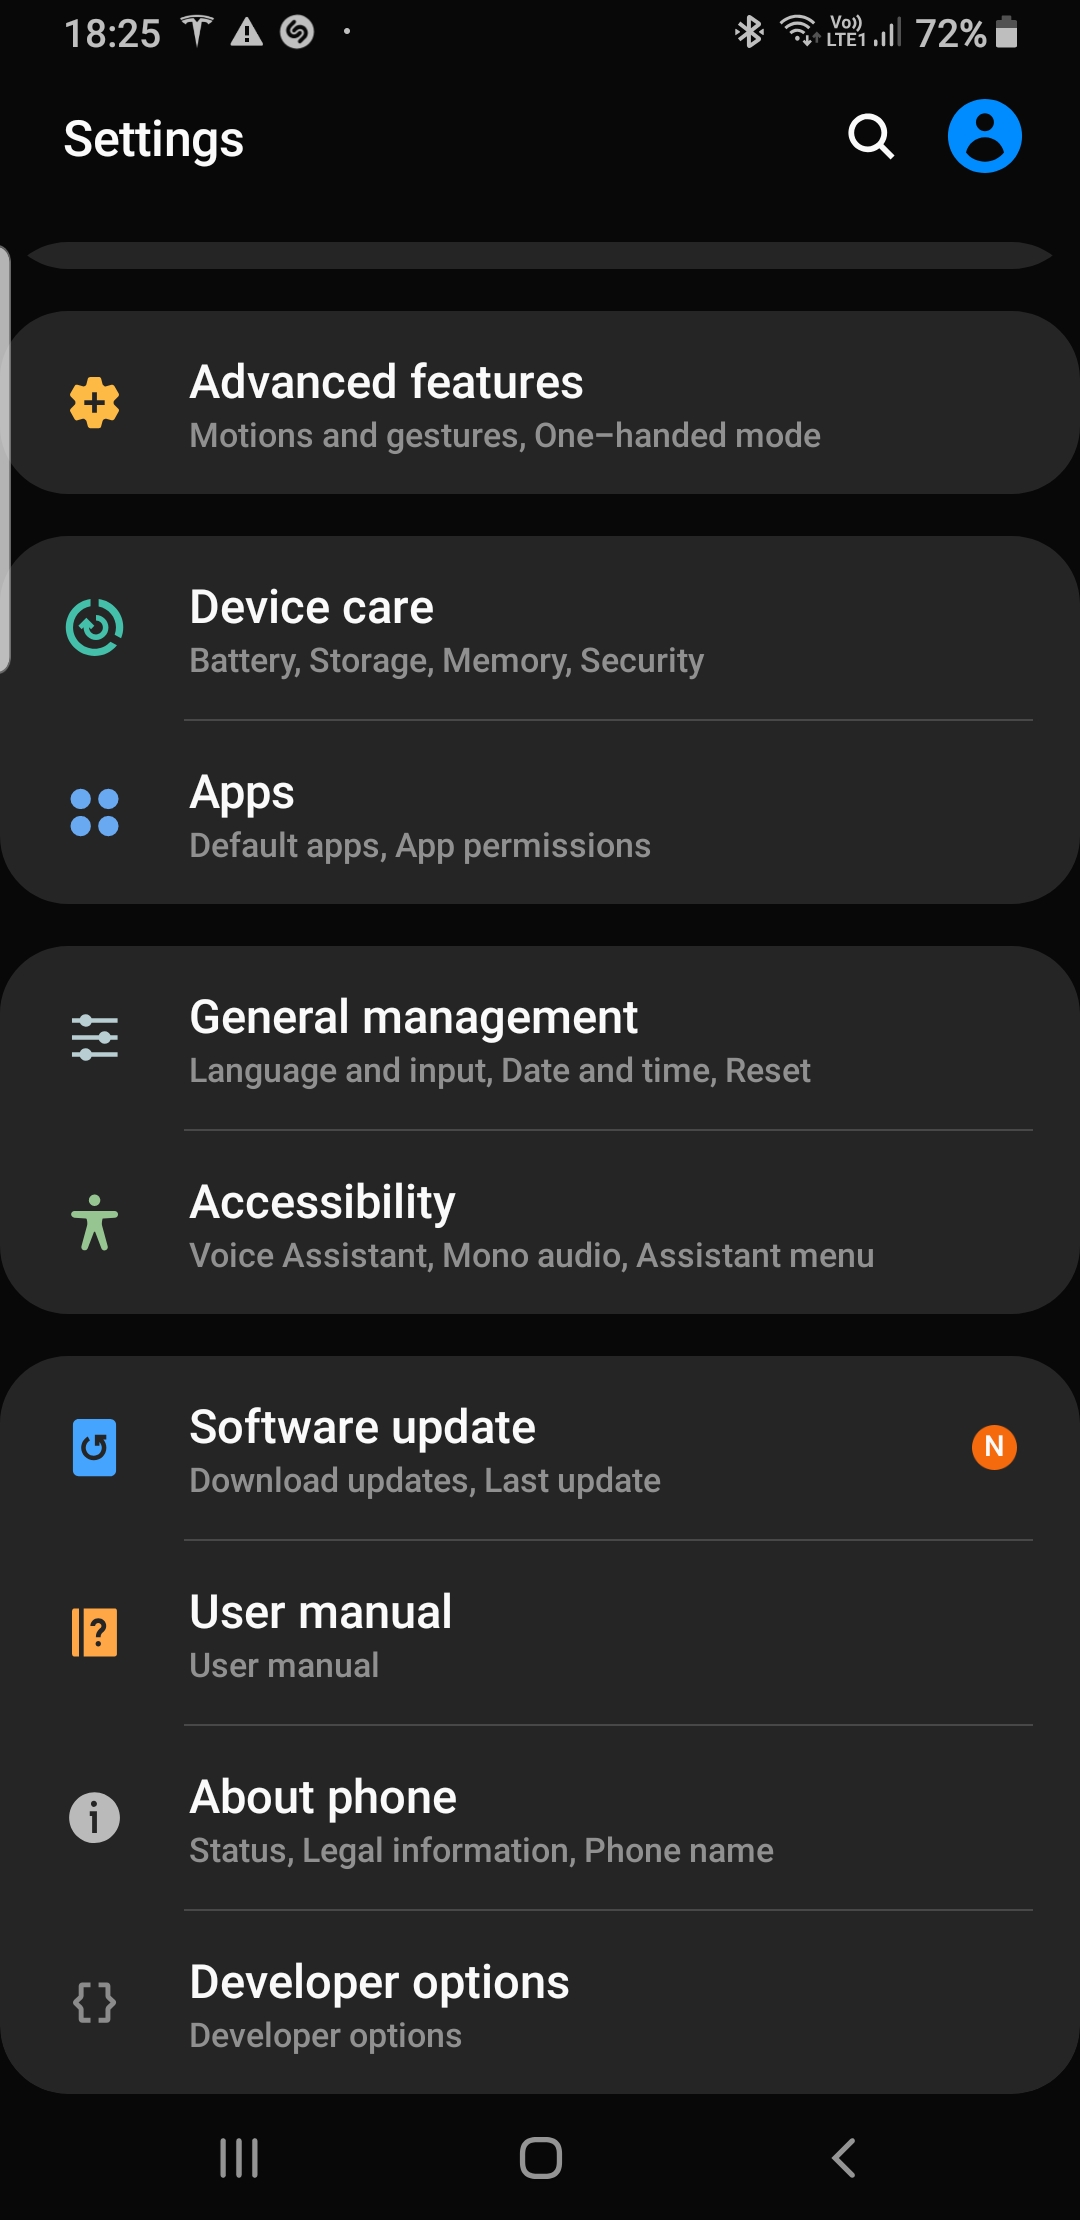 18:25 Vo)) LTE1 72%
Settings
Advanced features
Motions and gestures, One-handed mode
Device care
Battery, Storage, Memory, Security
Apps
Default apps, App permissions
General management
Language and input, Date and time, Reset
Accessibility
Voice Assistant, Mono audio, Assistant menu
Software update
N
Download updates, Last update
User manual
User manual
About phone
Status, Legal information, Phone name
Developer options
Developer options